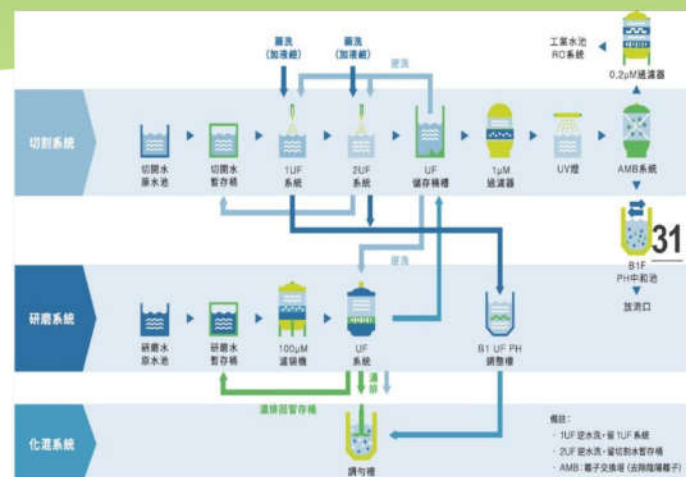 藥洗
(加液鹼)
藥洗
(加液鹼)
逆洗
工業水池
RO系統
0.2μM過濾器
切割系統
切割水
原水池
切割水
暫存桶
1UF
系統
2UF
系統
UF
儲存桶槽
1μM
過濾器
UV燈
AMB系統
31
B1F
PH中和池
放流口
逆洗
研磨系統
研磨水
原水池
研磨水
暫存桶
100μM
濾袋機
UF
系統
B1 UF PH
調整槽
濃排回暫存桶
濃排
化混系統
調勻槽
備註：
· 1UF逆水洗，留1UF系統
· 2UF逆水洗，留切割水暫存桶
· AMB：離子交換塔(去除陰陽離子)